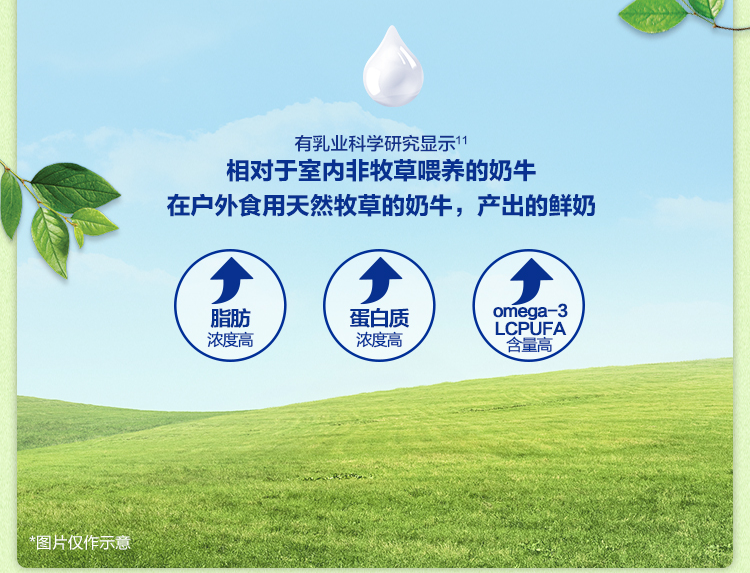 有乳业科学研究显示11
相对于室内非牧草喂养的奶牛
在户外食用天然牧草的奶牛，产出的鲜奶
脂肪
浓度高
蛋白质
浓度高
omega-3
LCPUFA
含量高
*图片仅作示意